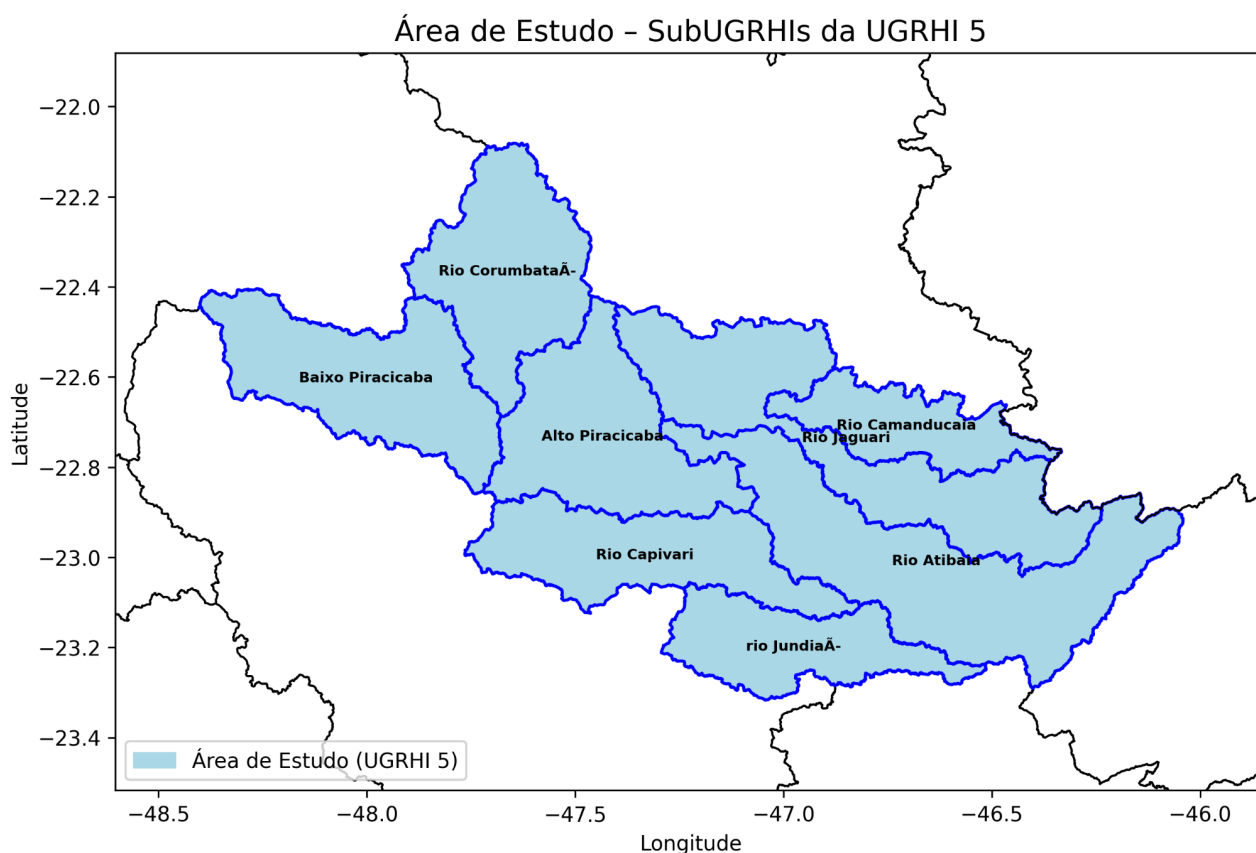 Área de Estudo – SubUGRHIs da UGRHI 5
−22.0
−22.2
−22.4
−22.6
−22.8
−23.0
−23.2
−23.4
Latitude
Rio CorumbataÃ-
Baixo Piracicaba
Alto Piracicaba
Rio Camanducaia
Rio Jaguari
Rio Capivari
Rio Atibaia
rio JundiaÃ-
Área de Estudo (UGRHI 5)
−48.5 −48.0 −47.5 −47.0 −46.5 −46.0
Longitude